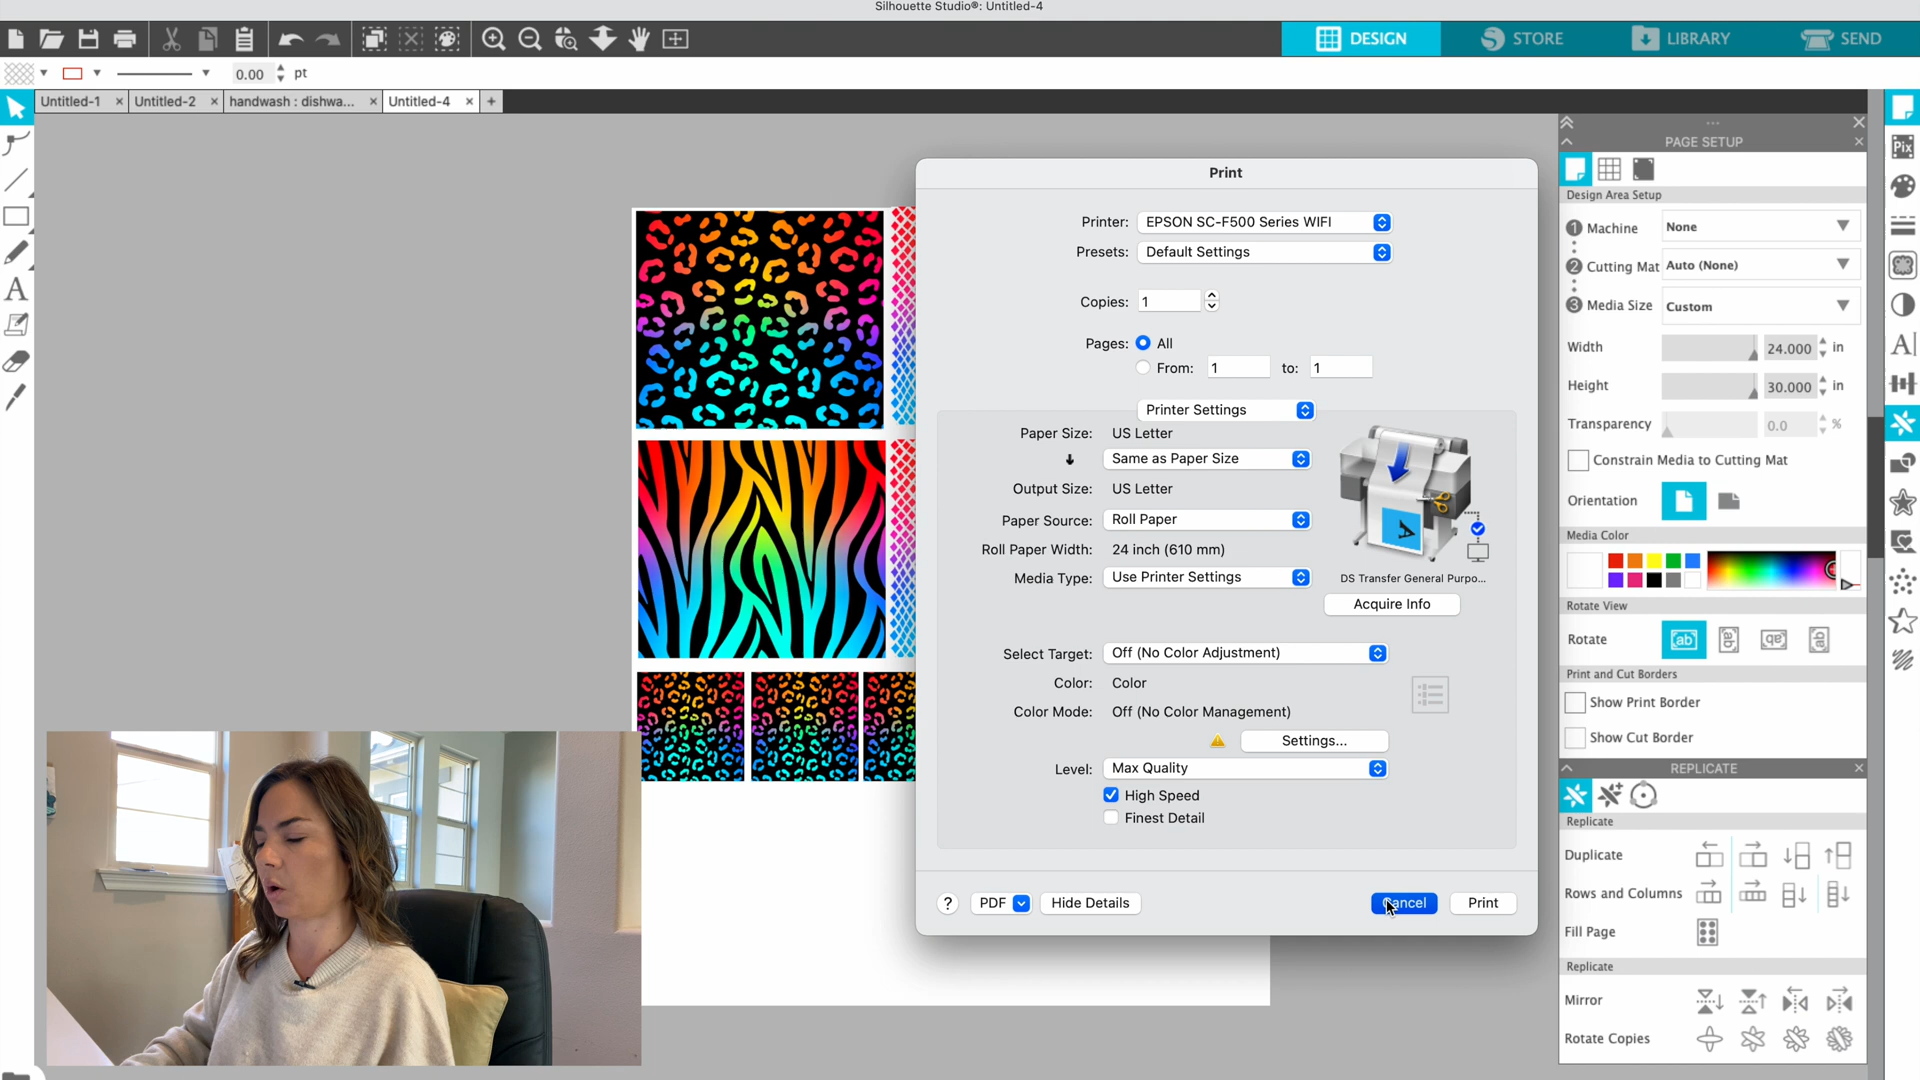 Silhouette Studio®: Untitled-4
DESIGN
STORE
LIBRARY
SEND
0.00 pt
Untitled-1
Untitled-2
handwash : dishwa...
Untitled-4
Print
Printer: EPSON SC-F500 Series WIFI
Presets: Default Settings
Copies: 1
Pages: All
From: 1 to: 1
Printer Settings
Paper Size: US Letter
Same as Paper Size
Output Size: US Letter
Paper Source: Roll Paper
Roll Paper Width: 24 inch (610 mm)
Media Type: Use Printer Settings
DS Transfer General Purpo...
Acquire Info
Select Target: Off (No Color Adjustment)
Color: Color
Color Mode: Off (No Color Management)
Settings...
Level: Max Quality
High Speed
Finest Detail
? PDF Hide Details Cancel Print
PAGE SETUP
Design Area Setup
1 Machine None
2 Cutting Mat Auto (None)
3 Media Size Custom
Width 24.000 in
Height 30.000 in
Transparency 0.0 %
Constrain Media to Cutting Mat
Orientation
Media Color
Rotate View
Rotate
Print and Cut Borders
Show Print Border
Show Cut Border
REPLICATE
Replicate
Duplicate
Rows and Columns
Fill Page
Replicate
Mirror
Rotate Copies
Pix
A
A